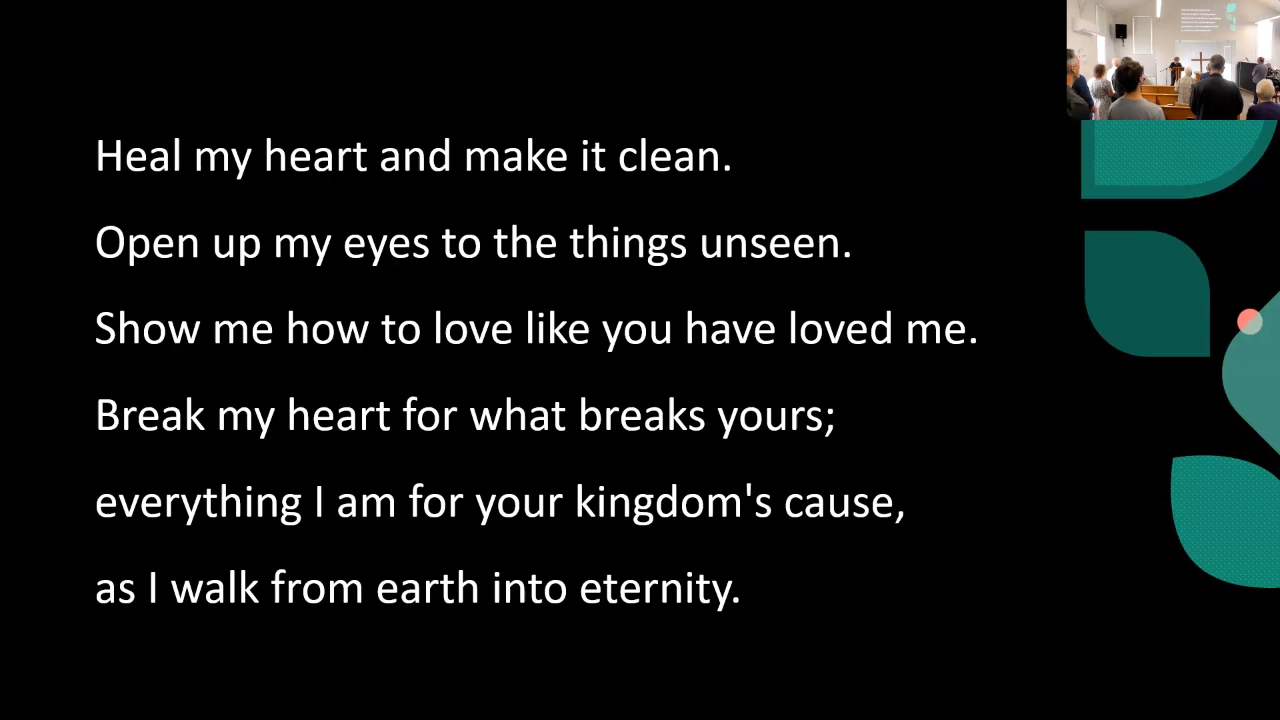 Heal my heart and make it clean.
Open up my eyes to the things unseen.
Show me how to love like you have loved me.
Break my heart for what breaks yours;
everything I am for your kingdom's cause,
as I walk from earth into eternity.